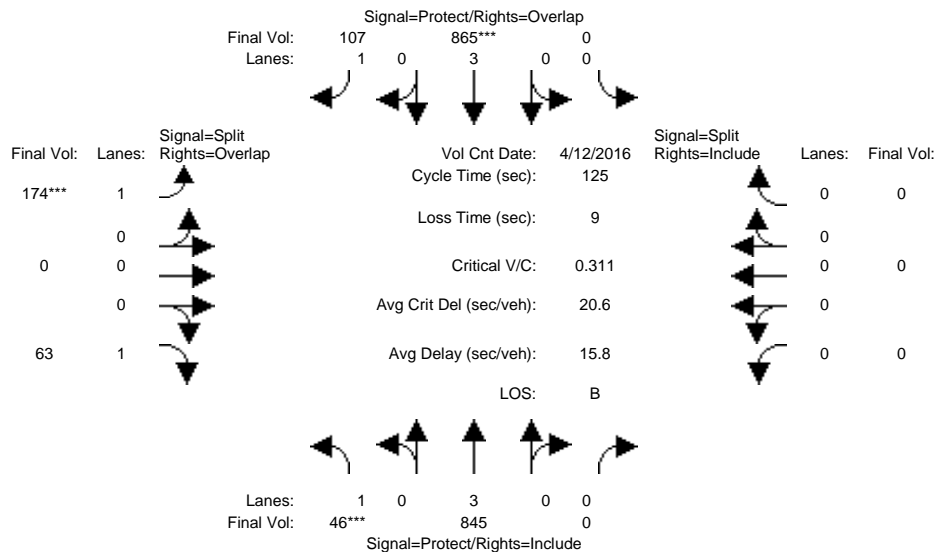 Signal=Protect/Rights=Overlap
Final Vol: 107 865*** 0
Lanes: 1 0 3 0 0
Signal=Split Signal=Split
Final Vol: Lanes: Rights=Overlap Vol Cnt Date: 4/12/2016 Rights=Include Lanes: Final Vol:
174*** 1 Cycle Time (sec): 125 0 0
0 Loss Time (sec): 9 0
0 0 Critical V/C: 0.311 0 0
0 Avg Crit Del (sec/veh): 20.6 0
63 1 Avg Delay (sec/veh): 15.8 0 0
LOS: B
Lanes: 1 0 3 0 0
Final Vol: 46*** 845 0
Signal=Protect/Rights=Include